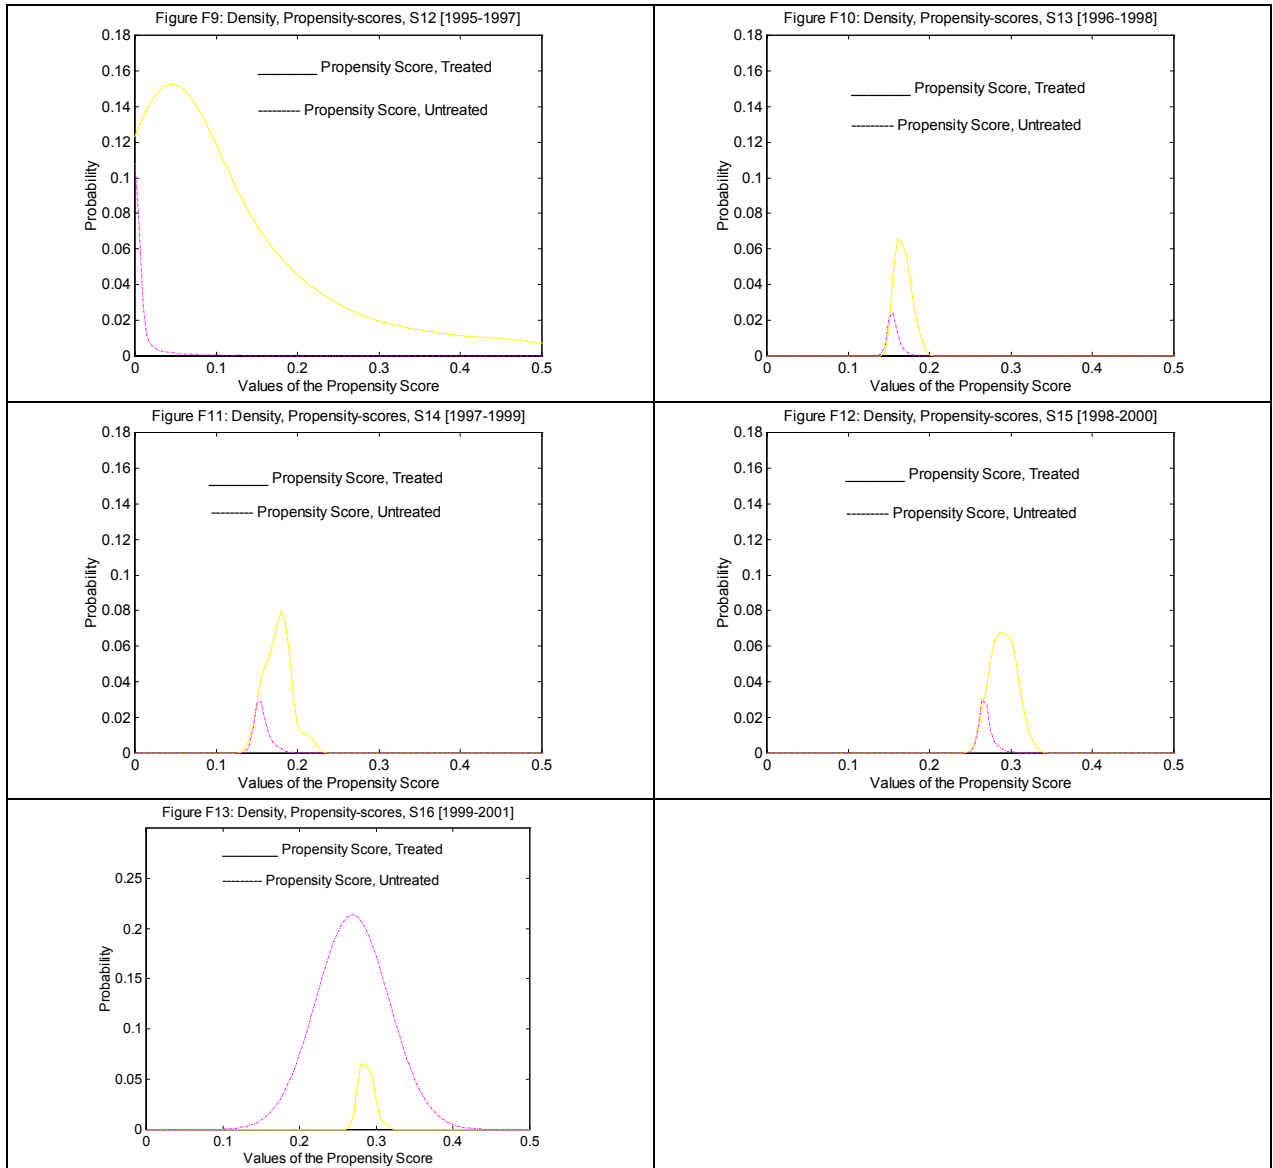 Figure F9: Density, Propensity-scores, S12 [1995-1997]
0.18
0.16
0.14
0.12
0.1
0.08
0.06
0.04
0.02
0
Probability
_________ Propensity Score, Treated
--------- Propensity Score, Untreated
0 0.1 0.2 0.3 0.4 0.5
Values of the Propensity Score
Figure F10: Density, Propensity-scores, S13 [1996-1998]
0.18
0.16
0.14
0.12
0.1
0.08
0.06
0.04
0.02
0
Probability
_________ Propensity Score, Treated
--------- Propensity Score, Untreated
0 0.1 0.2 0.3 0.4 0.5
Values of the Propensity Score
Figure F11: Density, Propensity-scores, S14 [1997-1999]
0.18
0.16
0.14
0.12
0.1
0.08
0.06
0.04
0.02
0
Probability
_________ Propensity Score, Treated
--------- Propensity Score, Untreated
0 0.1 0.2 0.3 0.4 0.5
Values of the Propensity Score
Figure F12: Density, Propensity-scores, S15 [1998-2000]
0.18
0.16
0.14
0.12
0.1
0.08
0.06
0.04
0.02
0
Probability
_________ Propensity Score, Treated
--------- Propensity Score, Untreated
0 0.1 0.2 0.3 0.4 0.5
Values of the Propensity Score
Figure F13: Density, Propensity-scores, S16 [1999-2001]
0.25
0.2
0.15
0.1
0.05
0
Probability
_________ Propensity Score, Treated
--------- Propensity Score, Untreated
0 0.1 0.2 0.3 0.4 0.5
Values of the Propensity Score